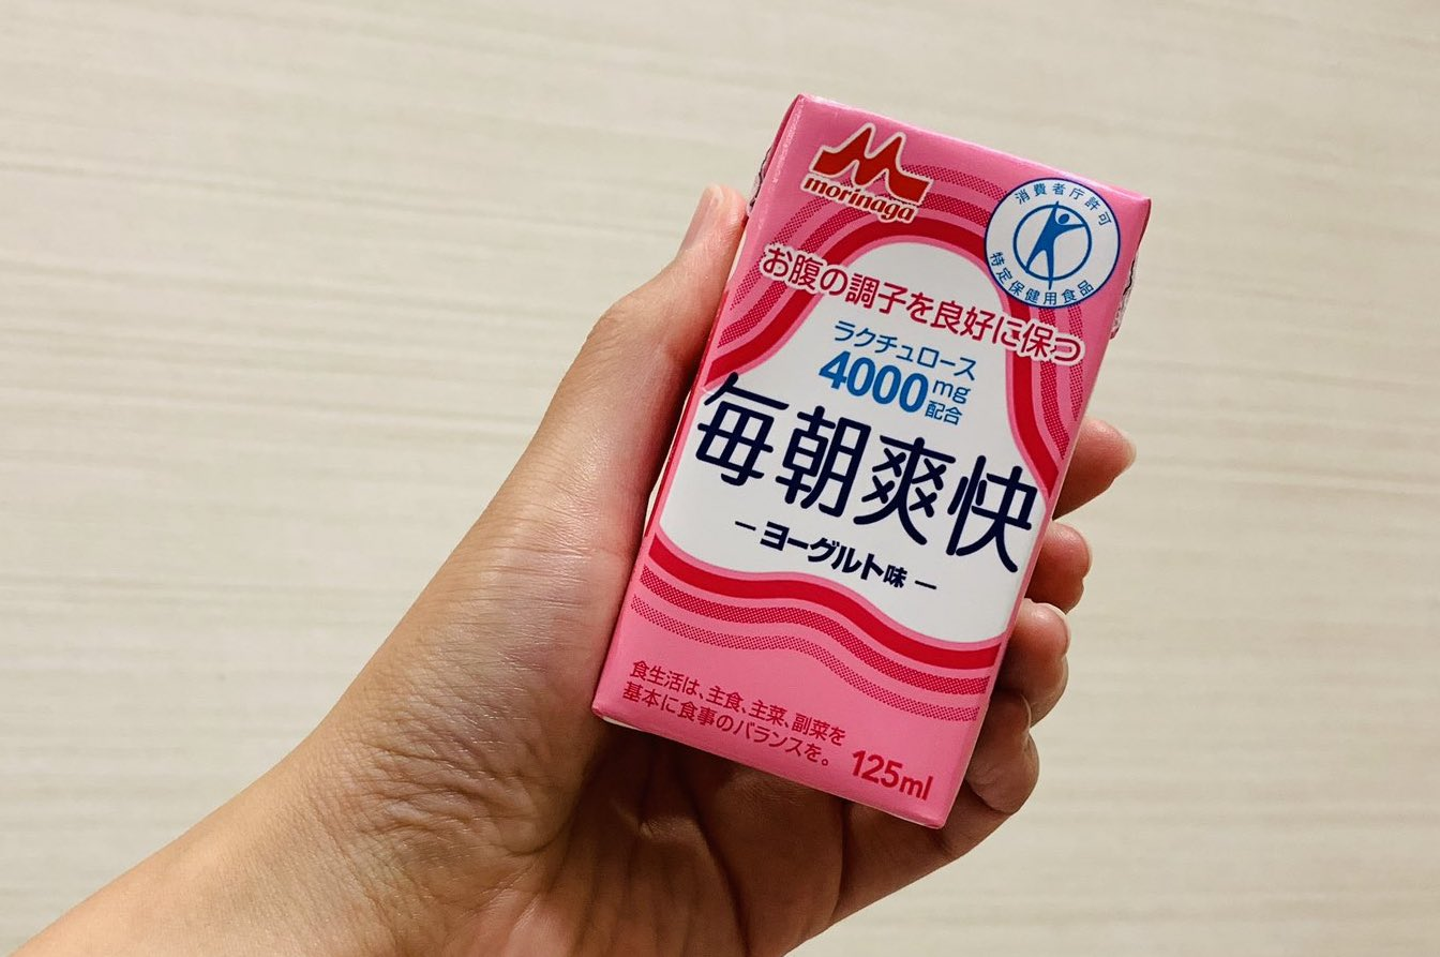 morinaga
消費者庁許可
特定保健用食品
お腹の調子を良好に保つ
ラクチュロース
4000mg配合
毎朝爽快
－ヨーグルト味－
食生活は、主食、主菜、副菜を
基本に食事のバランスを。
125ml